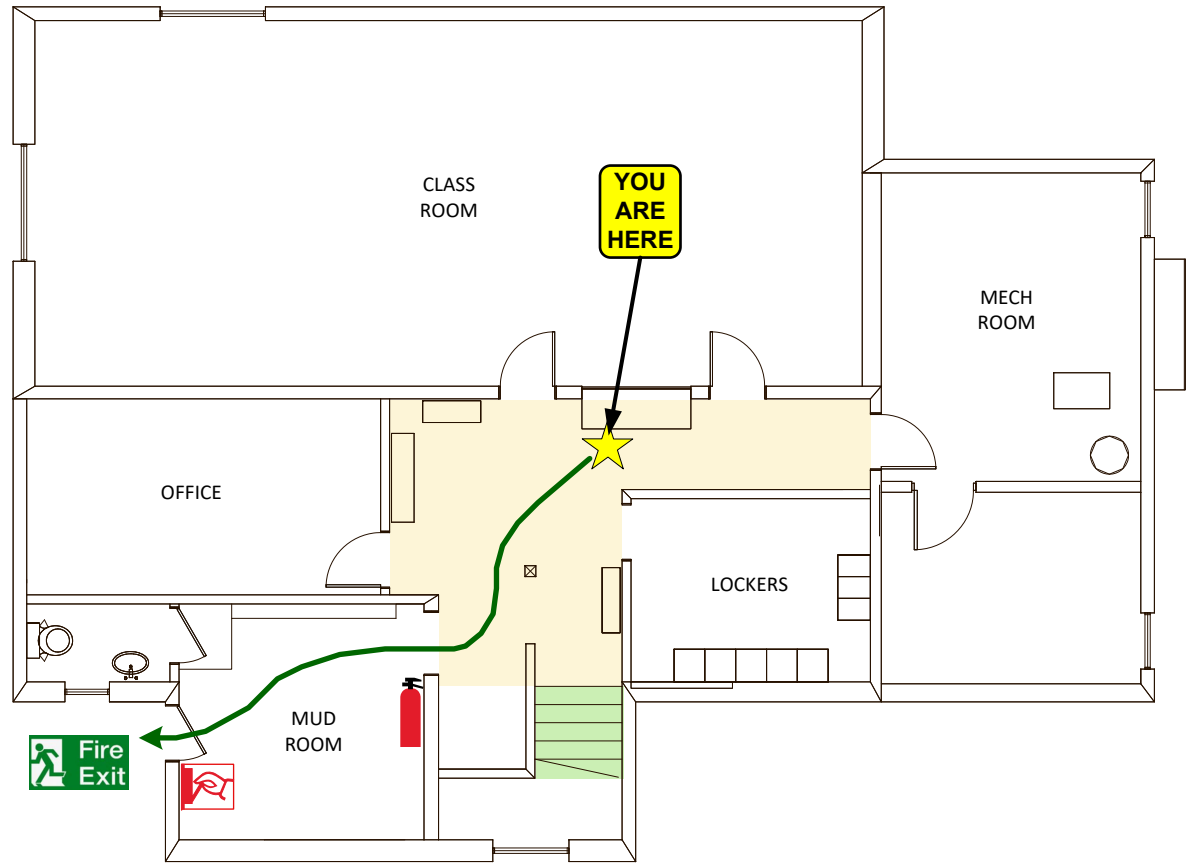 CLASS
ROOM
YOU
ARE
HERE
MECH
ROOM
OFFICE
LOCKERS
MUD
ROOM
Fire
Exit